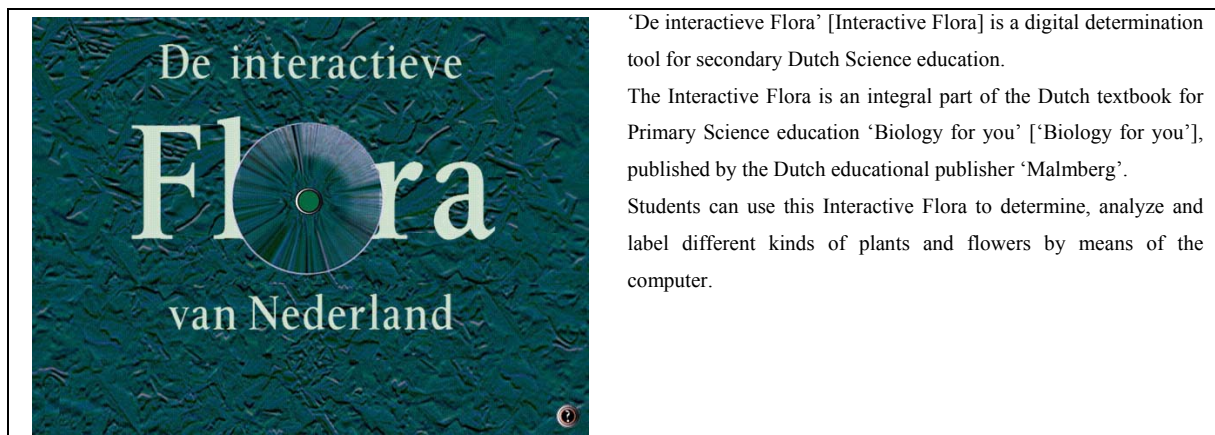 De interactieve
Flora
van Nederland
?
‘De interactieve Flora’ [Interactive Flora] is a digital determination
tool for secondary Dutch Science education.
The Interactive Flora is an integral part of the Dutch textbook for
Primary Science education ‘Biology for you’ [‘Biology for you’],
published by the Dutch educational publisher ‘Malmberg’.
Students can use this Interactive Flora to determine, analyze and
label different kinds of plants and flowers by means of the
computer.